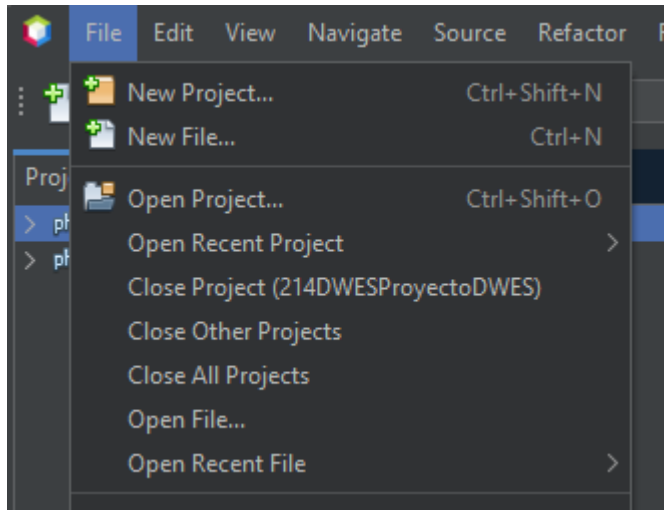 File Edit View Navigate Source Refactor
New Project... Ctrl+Shift+N
New File... Ctrl+N
Open Project... Ctrl+Shift+O
Open Recent Project
Close Project (214DWESProyectoDWES)
Close Other Projects
Close All Projects
Open File...
Open Recent File